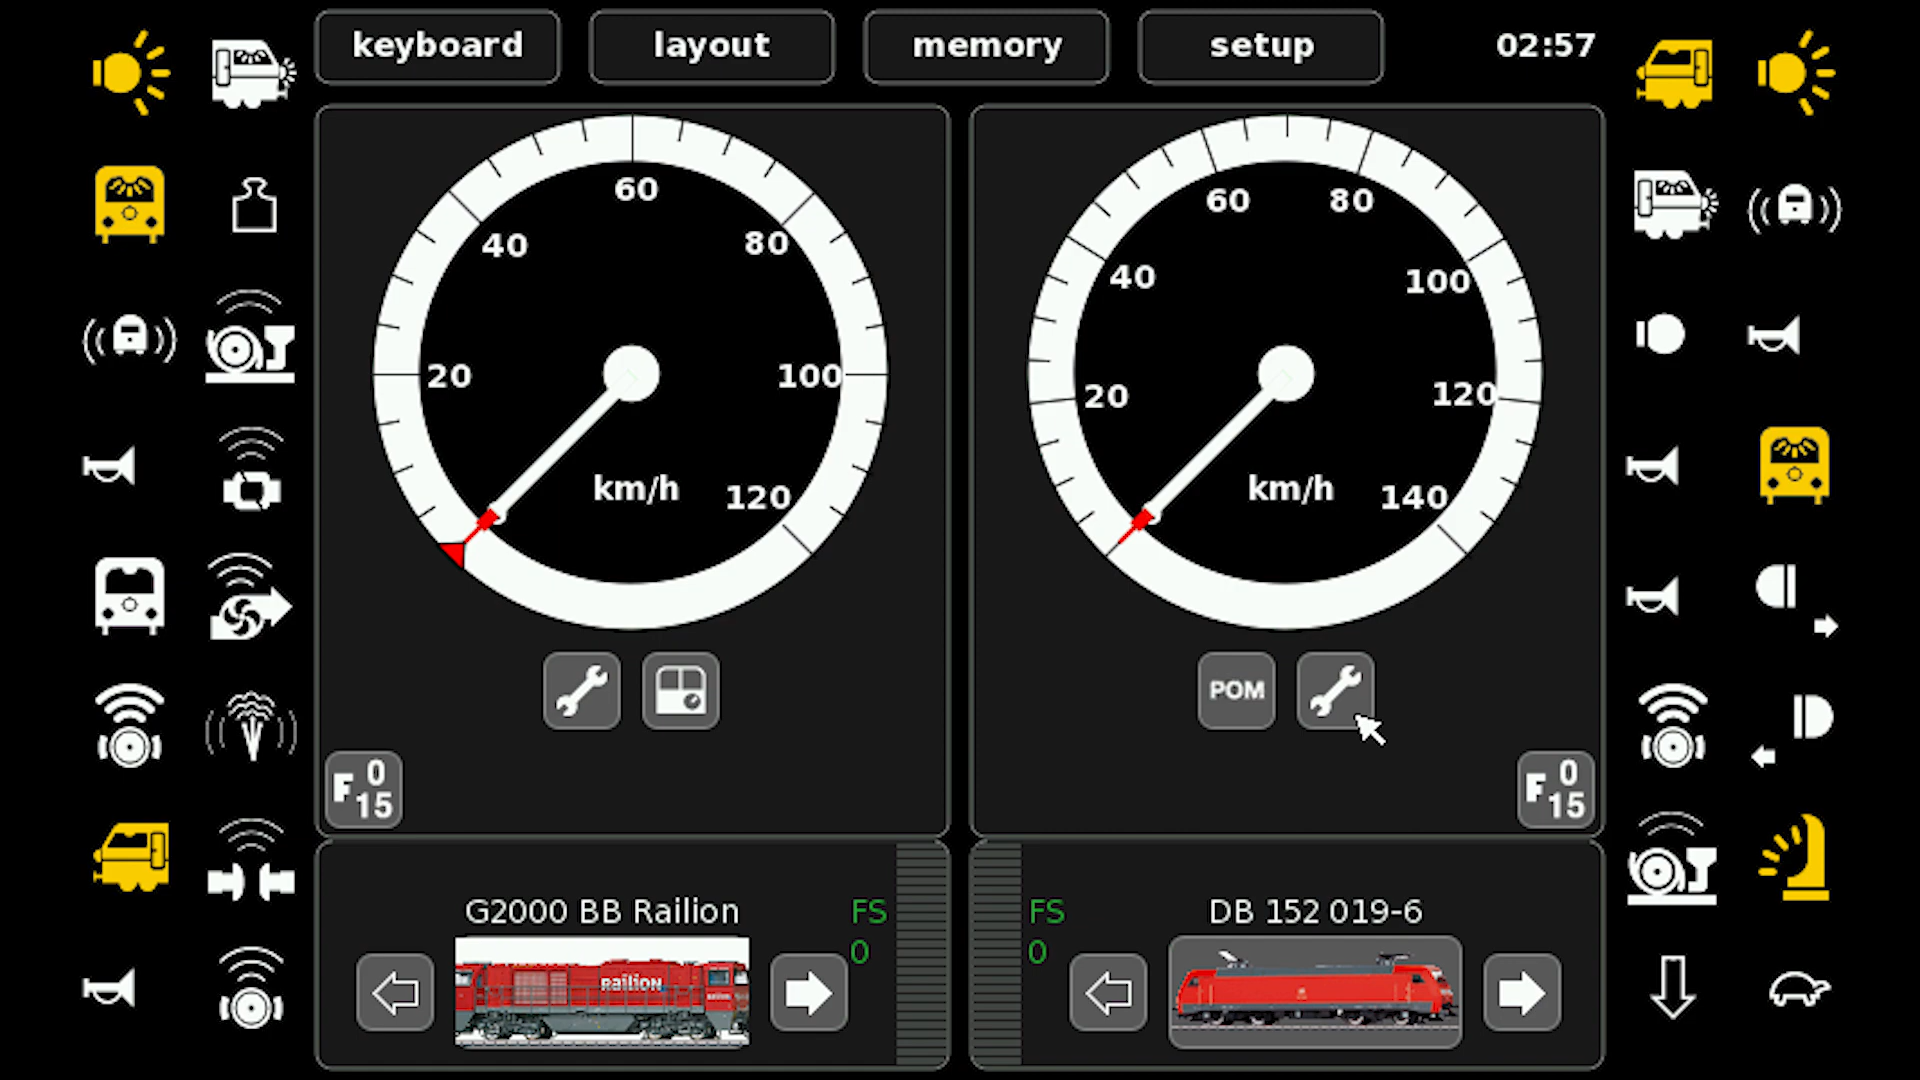 keyboard layout memory setup 02:57
60
40 80
20 100
km/h 120
60 80
40 100
20 120
km/h 140
POM
F 0 15
F 0 15
G2000 BB Railion FS
0
RAILION
FS DB 152 019-6
0